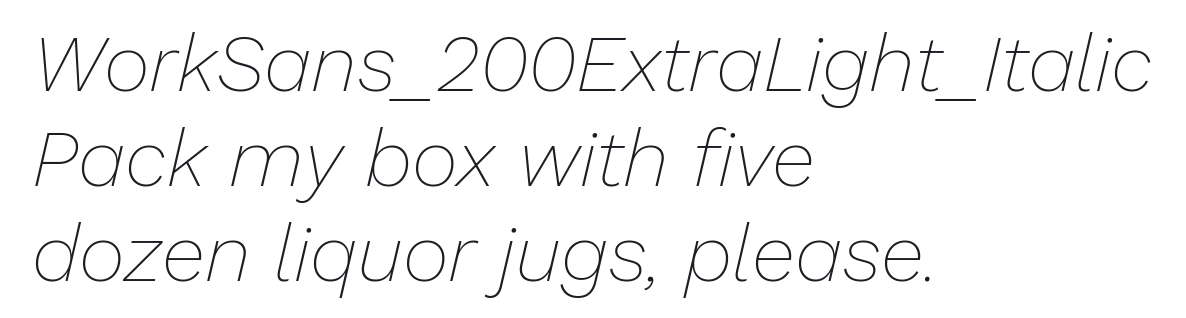 WorkSans_200ExtraLight_Italic
Pack my box with five
dozen liquor jugs, please.